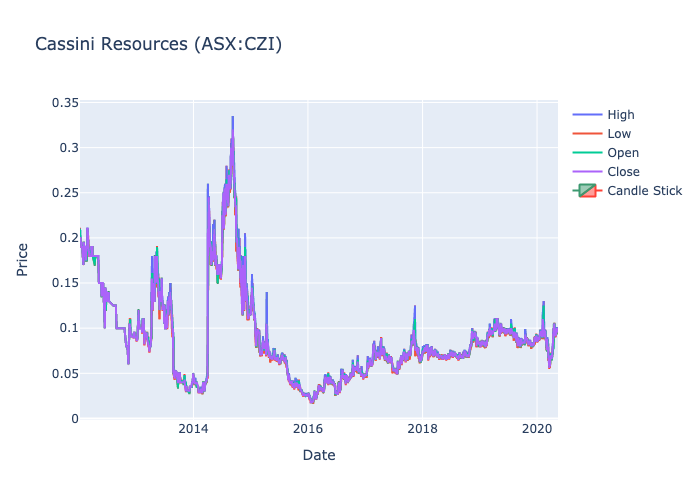 Cassini Resources (ASX:CZI)
0.35
0.3
0.25
0.2
0.15
0.1
0.05
0
Price
2014
2016
2018
2020
Date
High
Low
Open
Close
Candle Stick